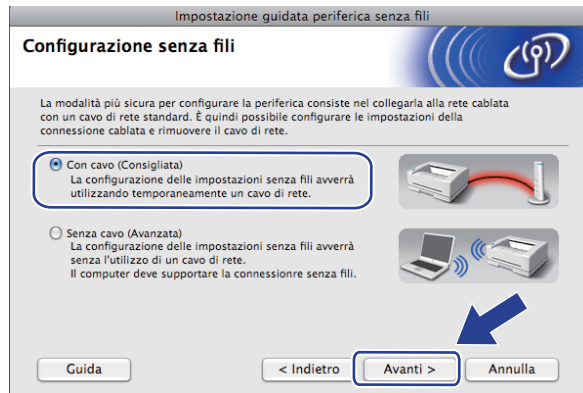 Impostazione guidata periferica senza fili
Configurazione senza fili
La modalità più sicura per configurare la periferica consiste nel collegarla alla rete cablata
con un cavo di rete standard. È quindi possibile configurare le impostazioni della
connessione cablata e rimuovere il cavo di rete.
Con cavo (Consigliata)
La configurazione delle impostazioni senza fili avverrà
utilizzando temporaneamente un cavo di rete.
Senza cavo (Avanzata)
La configurazione delle impostazioni senza fili avverrà
senza l'utilizzo di un cavo di rete.
Il computer deve supportare la connessionre senza fili.
Guida
< Indietro
Avanti >
Annulla